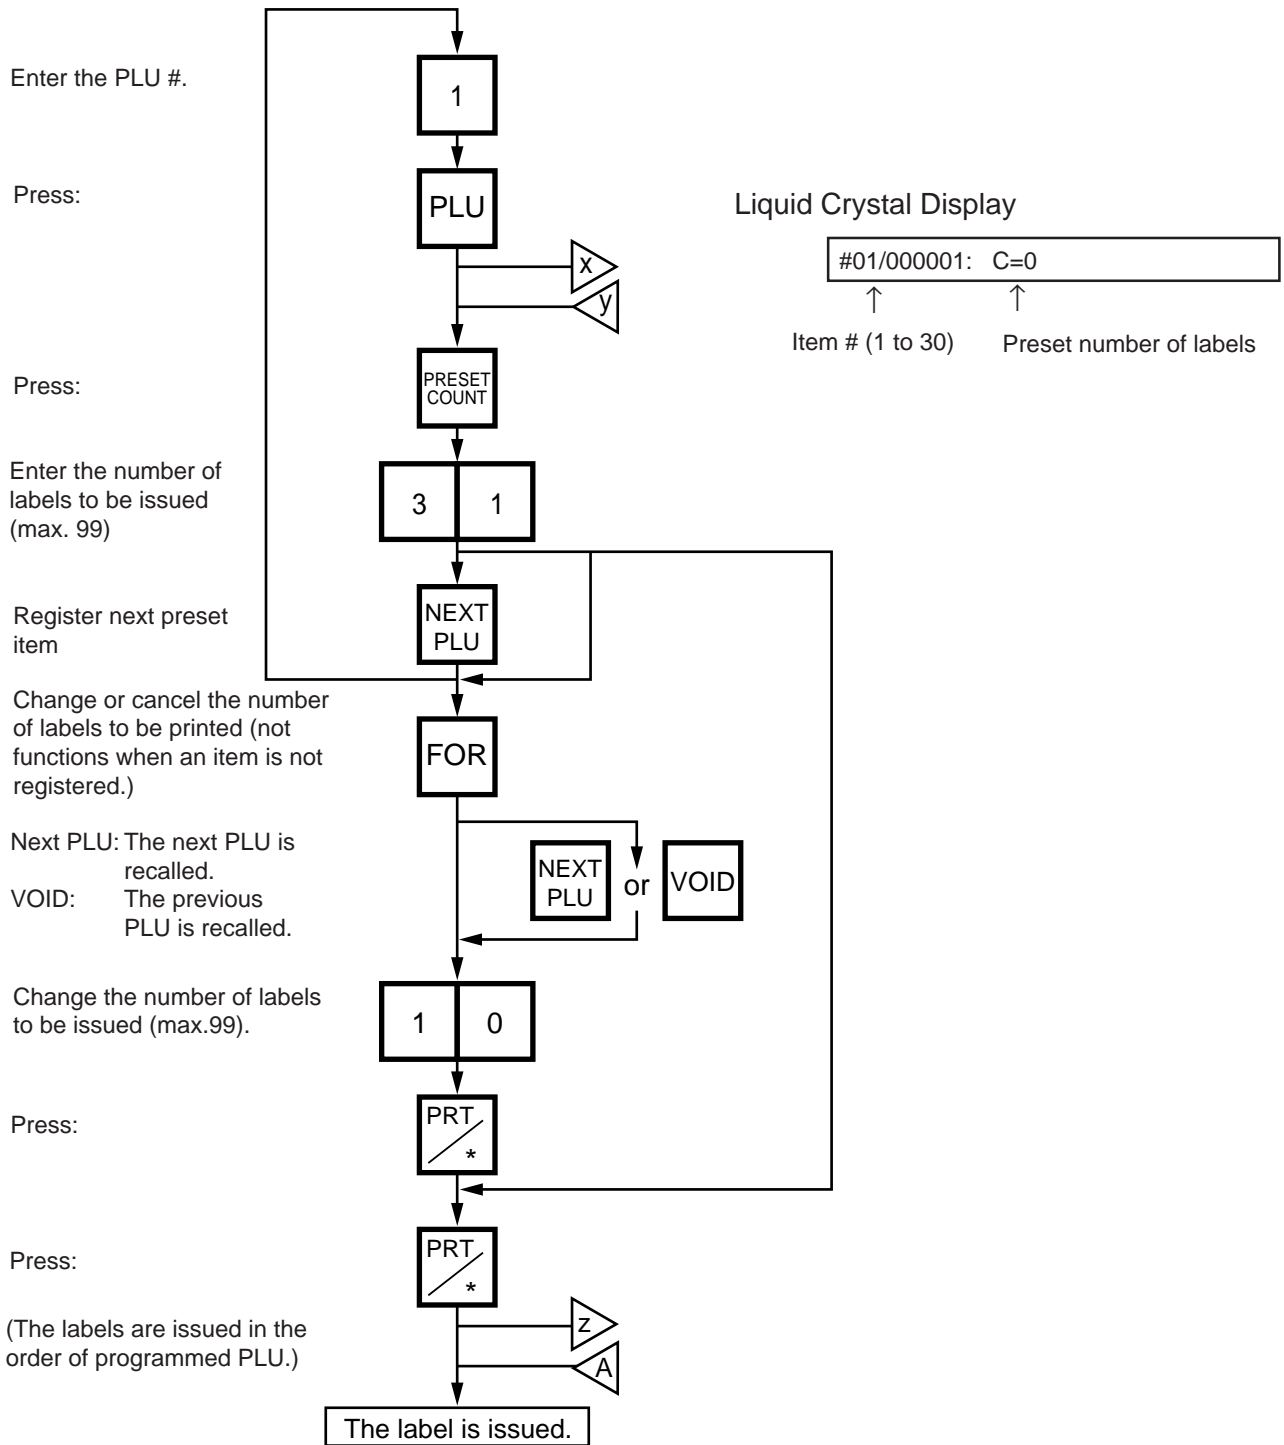 Enter the PLU #.
1
Press:
PLU
x
y
Liquid Crystal Display
#01/000001: C=0
↑ ↑
Item # (1 to 30) Preset number of labels
Press:
PRESET
COUNT
Enter the number of
labels to be issued
(max. 99)
3 1
Register next preset
item
NEXT
PLU
Change or cancel the number
of labels to be printed (not
functions when an item is not
registered.)
FOR
Next PLU: The next PLU is
recalled.
VOID: The previous
PLU is recalled.
NEXT
PLU
or
VOID
Change the number of labels
to be issued (max.99).
1 0
Press:
PRT
*
Press:
PRT
*
(The labels are issued in the
order of programmed PLU.)
z
A
The label is issued.